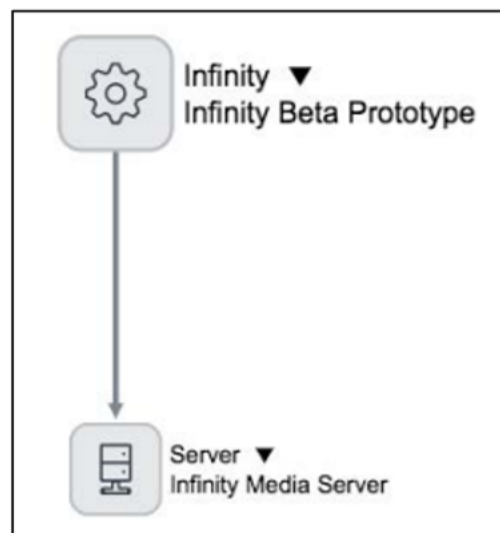 Infinity ▼
Infinity Beta Prototype
Server ▼
Infinity Media Server